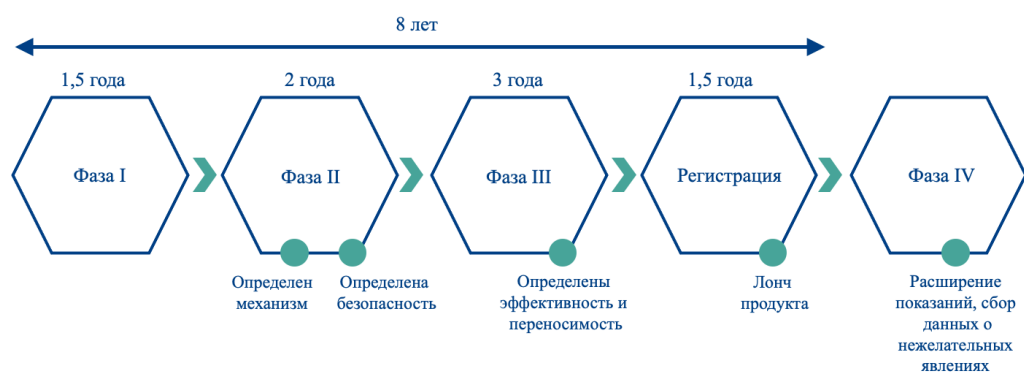 8 лет
1,5 года
2 года
3 года
1,5 года
Фаза I
Фаза II
Фаза III
Регистрация
Фаза IV
Определен
механизм
Определена
безопасность
Определены
эффективность и
переносимость
Лонч
продукта
Расширение
показаний, сбор
данных о
нежелательных
явлениях